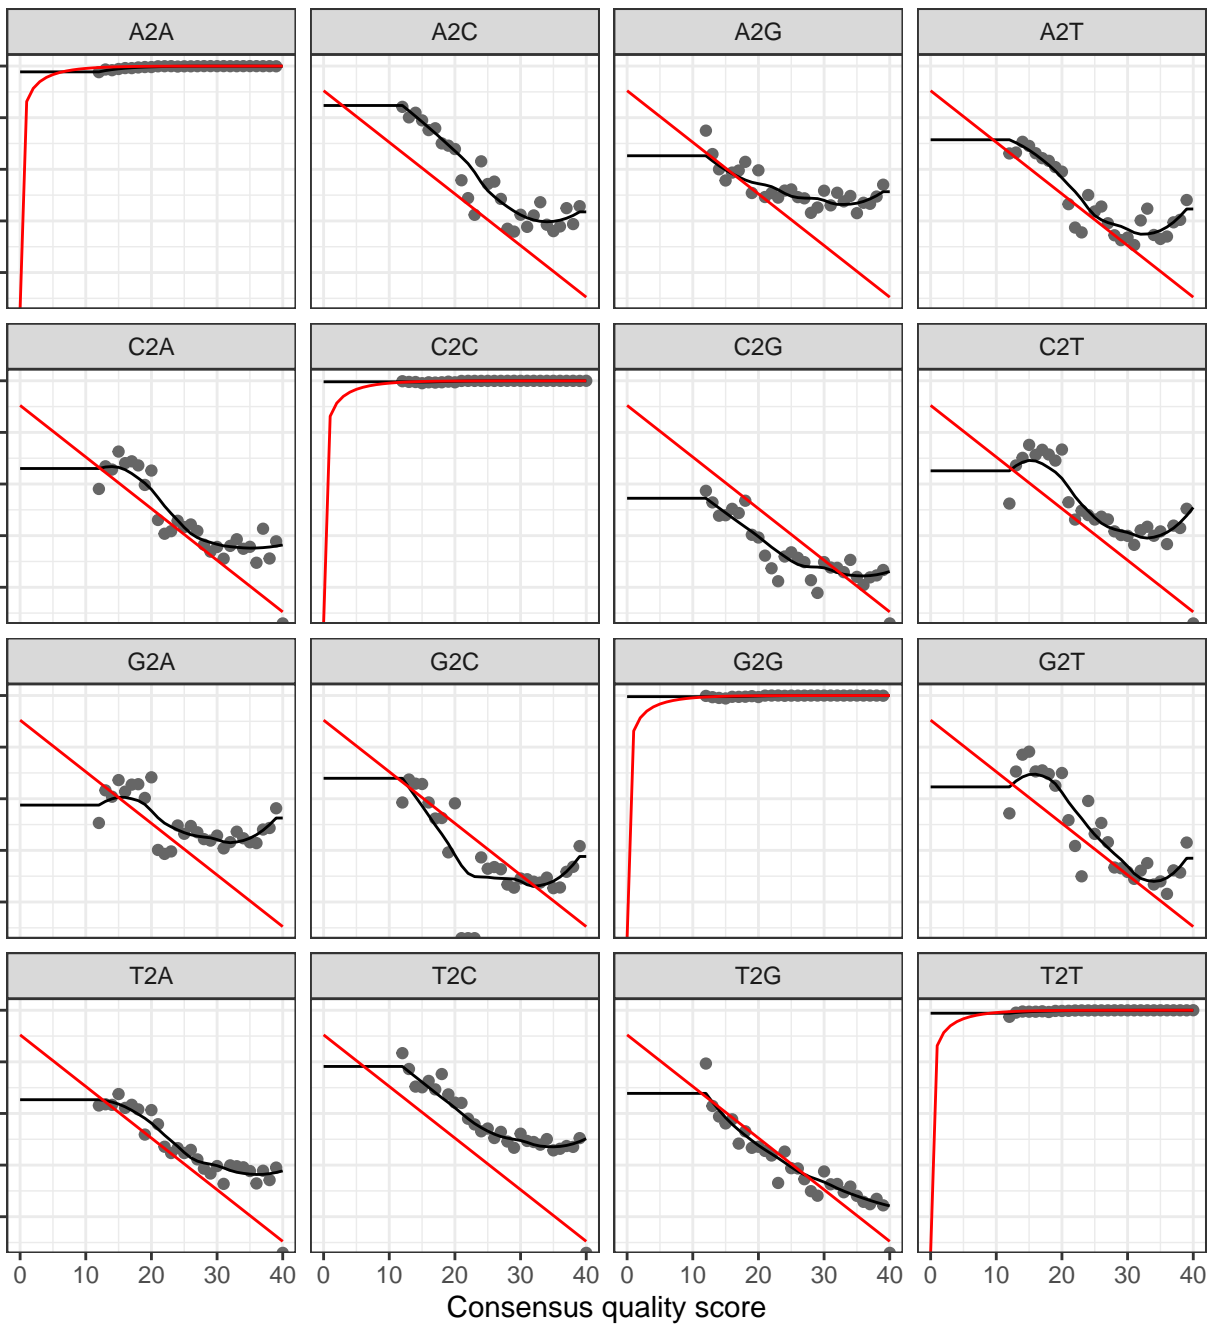 A2A A2C A2G A2T
C2A C2C C2G C2T
G2A G2C G2G G2T
T2A T2C T2G T2T
0 10 20 30 40 0 10 20 30 40 0 10 20 30 40 0 10 20 30 40
Consensus quality score